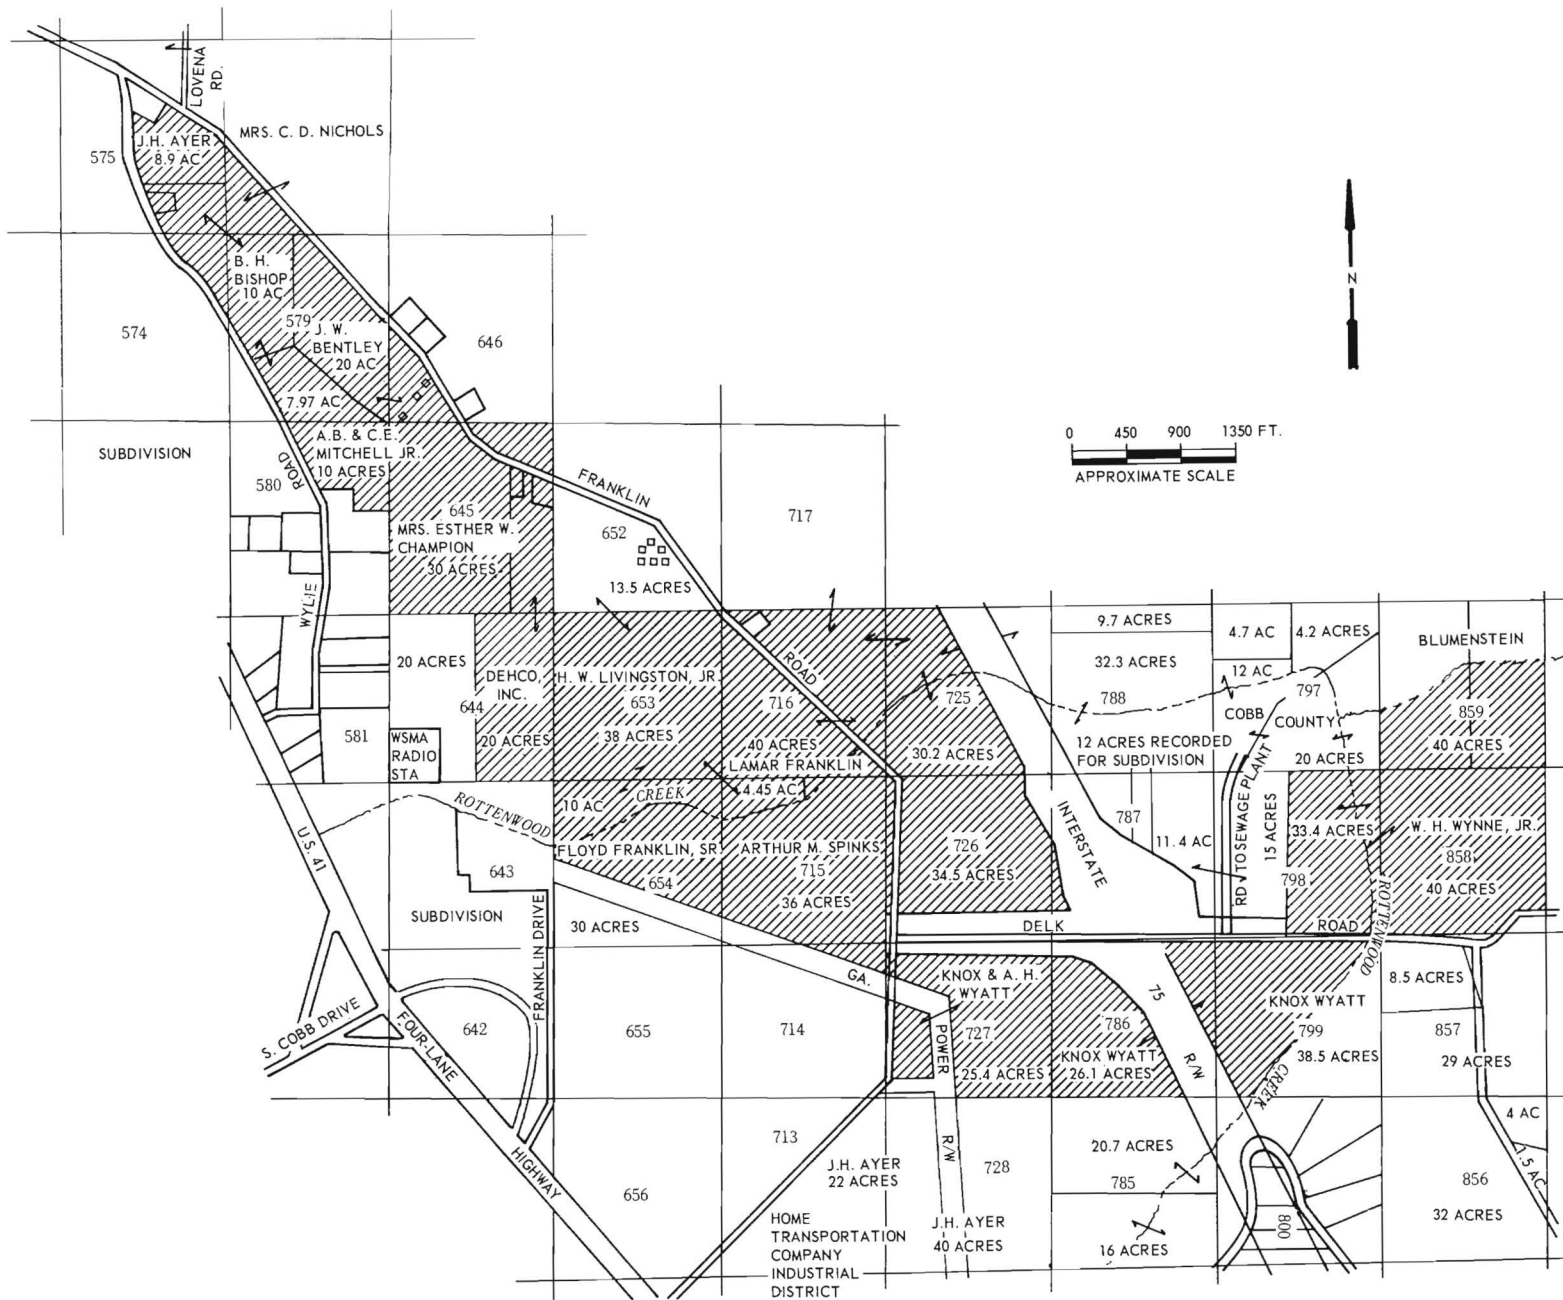 LOVENA
RD.
MRS. C. D. NICHOLS
J.H. AYER
8.9 AC
575
B. H.
BISHOP
10 AC
574
579
J. W.
BENTLEY
20 AC
646
7.97 AC
N
0 450 900 1350 FT.
APPROXIMATE SCALE
SUBDIVISION
A.B. & C.E.
MITCHELL JR.
10 ACRES
ROAD
580
FRANKLIN
645
MRS. ESTHER W.
CHAMPION
30 ACRES
652
717
13.5 ACRES
WYLIE
20 ACRES
DEHCO,
INC.
644
20 ACRES
H. W. LIVINGSTON, JR.
653
38 ACRES
ROAD
716
40 ACRES
LAMAR FRANKLIN
4.45 AC
725
30.2 ACRES
9.7 ACRES
32.3 ACRES
788
12 ACRES RECORDED
FOR SUBDIVISION
4.7 AC
4.2 ACRES
12 AC
797
COBB
COUNTY
20 ACRES
BLUMENSTEIN
859
40 ACRES
581
WSMA
RADIO
STA
U.S. 41
ROTTENWOOD
10 AC
CREEK
FLOYD FRANKLIN, SR.
654
ARTHUR M. SPINKS
715
36 ACRES
726
34.5 ACRES
INTERSTATE
787
11.4 AC
RD. TO SEWAGE PLANT
15 ACRES
33.4 ACRES
798
W. H. WYNNE, JR.
858
40 ACRES
643
SUBDIVISION
30 ACRES
DELK
ROAD
ROTTENWOOD
FRANKLIN DRIVE
GA.
KNOX & A. H.
WYATT
727
25.4 ACRES
POWER
75
786
KNOX WYATT
26.1 ACRES
R/W
KNOX WYATT
799
38.5 ACRES
CREEK
8.5 ACRES
857
29 ACRES
S. COBB DRIVE
FOUR-LANE
642
655
714
HIGHWAY
656
713
J.H. AYER
22 ACRES
R/W
728
J.H. AYER
40 ACRES
20.7 ACRES
785
16 ACRES
800
4 AC
1.5 AC
856
32 ACRES
HOME
TRANSPORTATION
COMPANY
INDUSTRIAL
DISTRICT